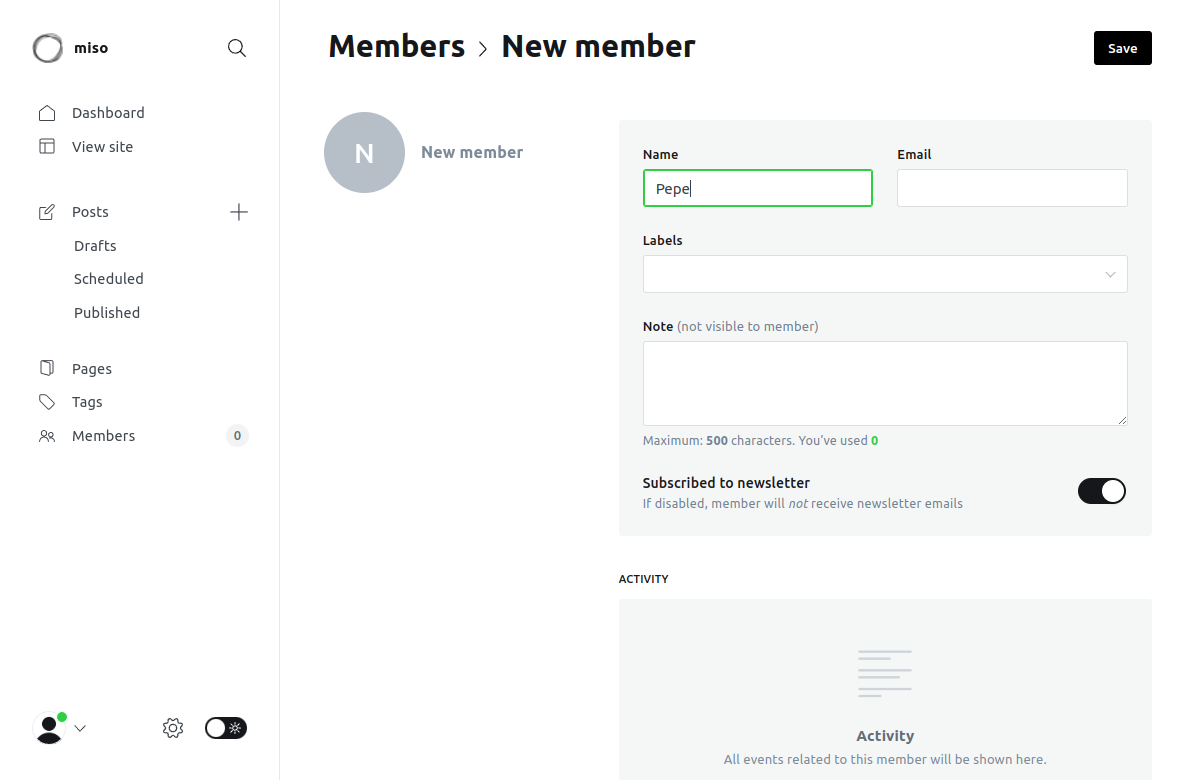 miso
Members
New member
Save
Dashboard
View site
Posts
Drafts
Scheduled
Published
Pages
Tags
Members
0
N
New member
Name
Email
Pepe
Labels
Note (not visible to member)
Maximum: 500 characters. You’ve used 0
Subscribed to newsletter
If disabled, member will not receive newsletter emails
ACTIVITY
Activity
All events related to this member will be shown here.